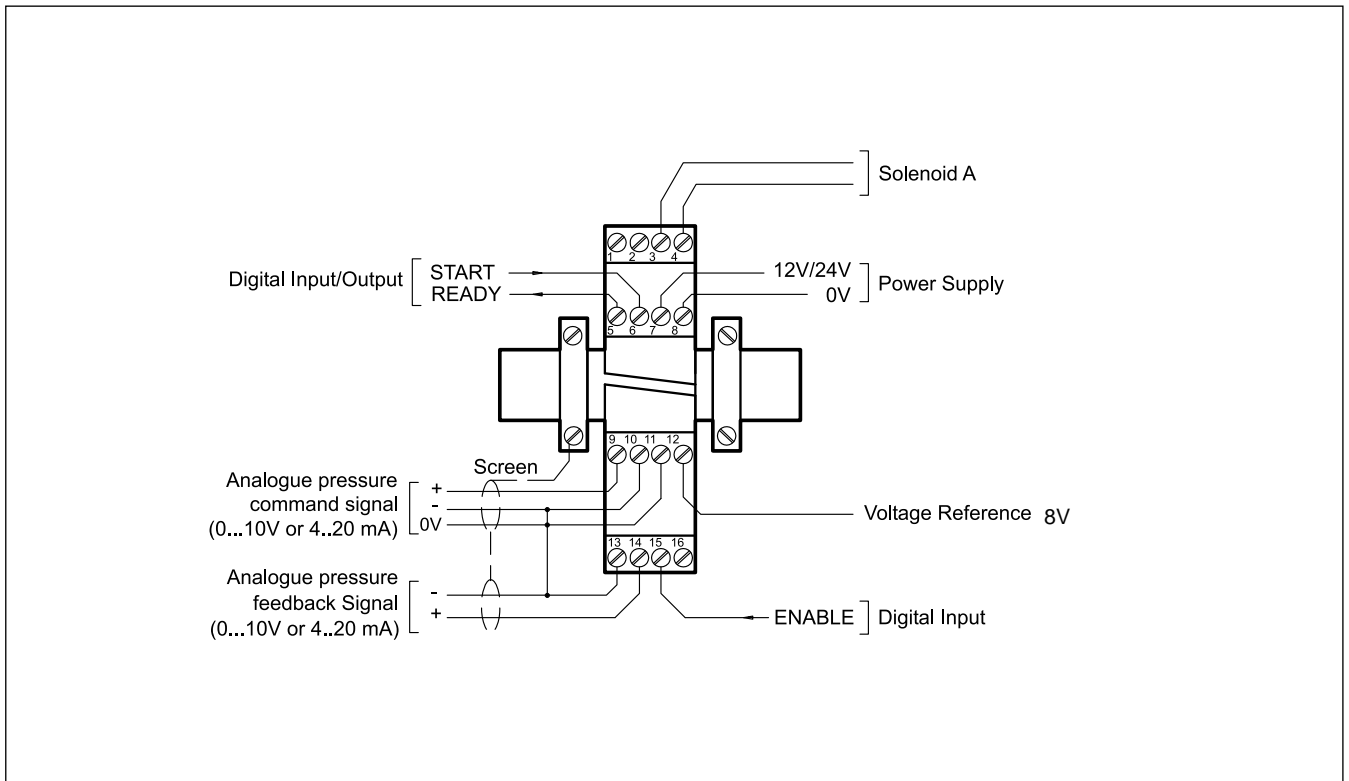 Solenoid A
1 2 3 4
Digital Input/Output
START
READY
12V/24V
0V
Power Supply
5 6 7 8
9 10 11 12
Screen
Analogue pressure
command signal
(0...10V or 4..20 mA)
+
-
0V
Voltage Reference 8V
13 14 15 16
Analogue pressure
feedback Signal
(0...10V or 4..20 mA)
-
+
ENABLE
Digital Input